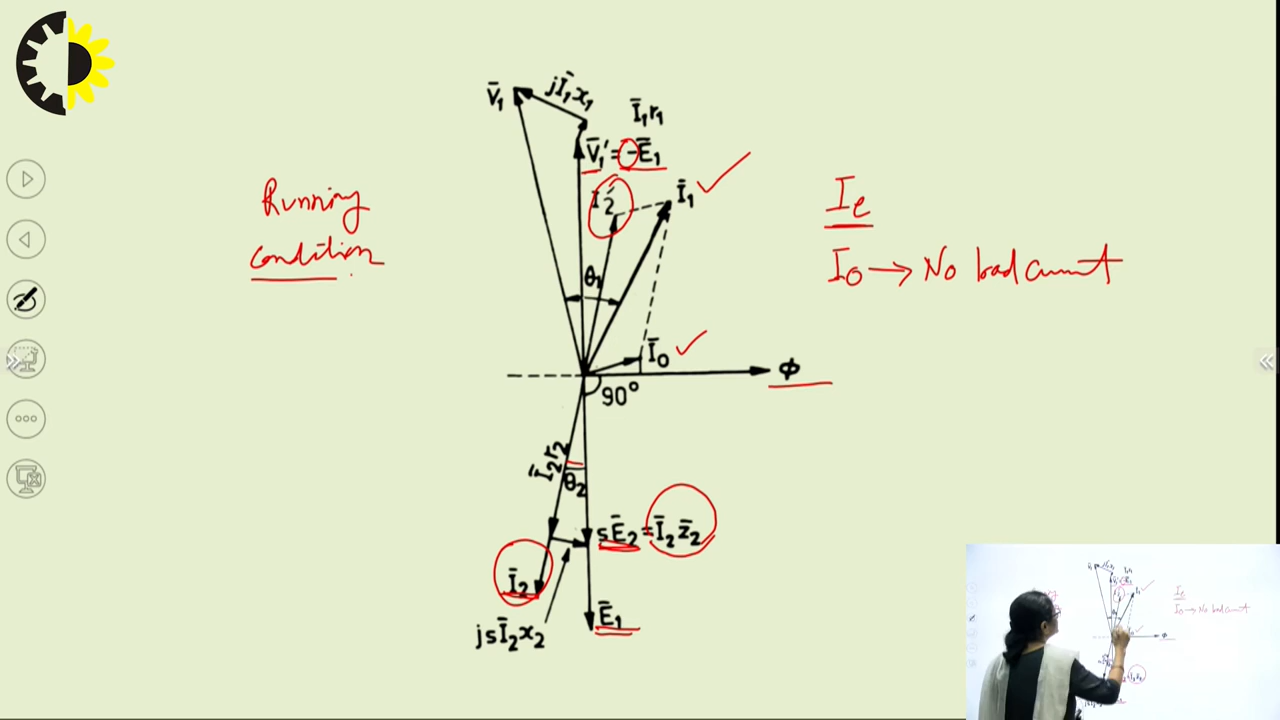 V̄₁
jĪ₁x₁
Ī₁r₁
V̄₁' = -Ē₁
I₂'
Ī₁
Running
condition
Ie
I0 → No load current
θ₁
Ī₀
Φ
90°
Ī₂r₂
θ₂
sĒ₂ = Ī₂z̄₂
Ī₂
Ē₁
jsĪ₂x₂